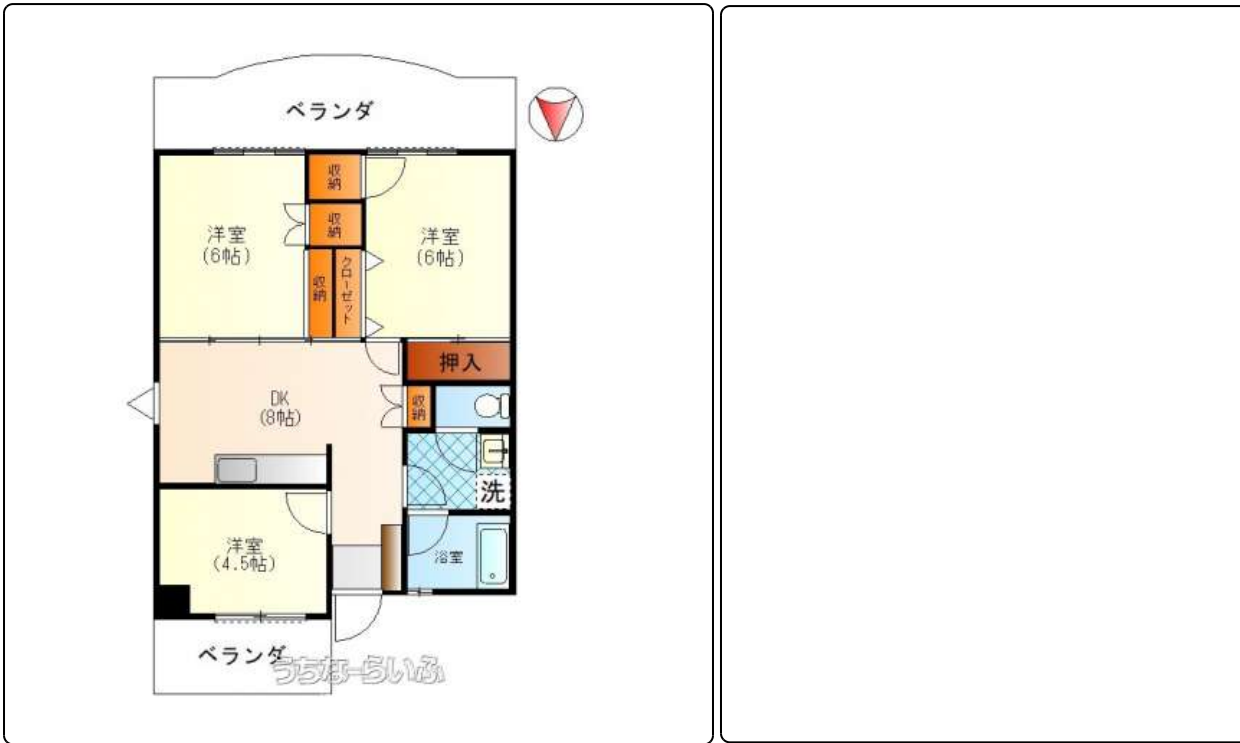 ベランダ
収納
収納
洋室
(6帖)
洋室
(6帖)
収納
クローゼット
押入
DK
(8帖)
収納
洗
洋室
(4.5帖)
浴室
ベランダ
うちなーらいふ